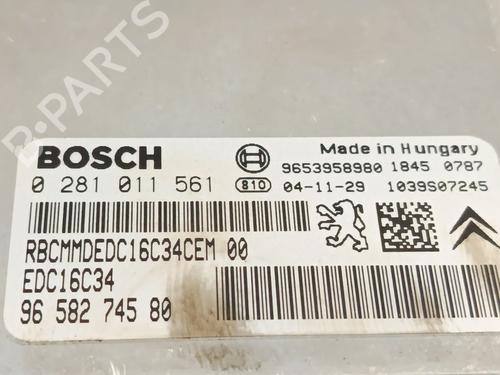 B-PARTS
BOSCH
Made in Hungary
9653958980 1845 0787
0 281 011 561 810 04-11-29 1039S07245
RBCMMDEDC16C34CEM 00
EDC16C34
96 582 745 80